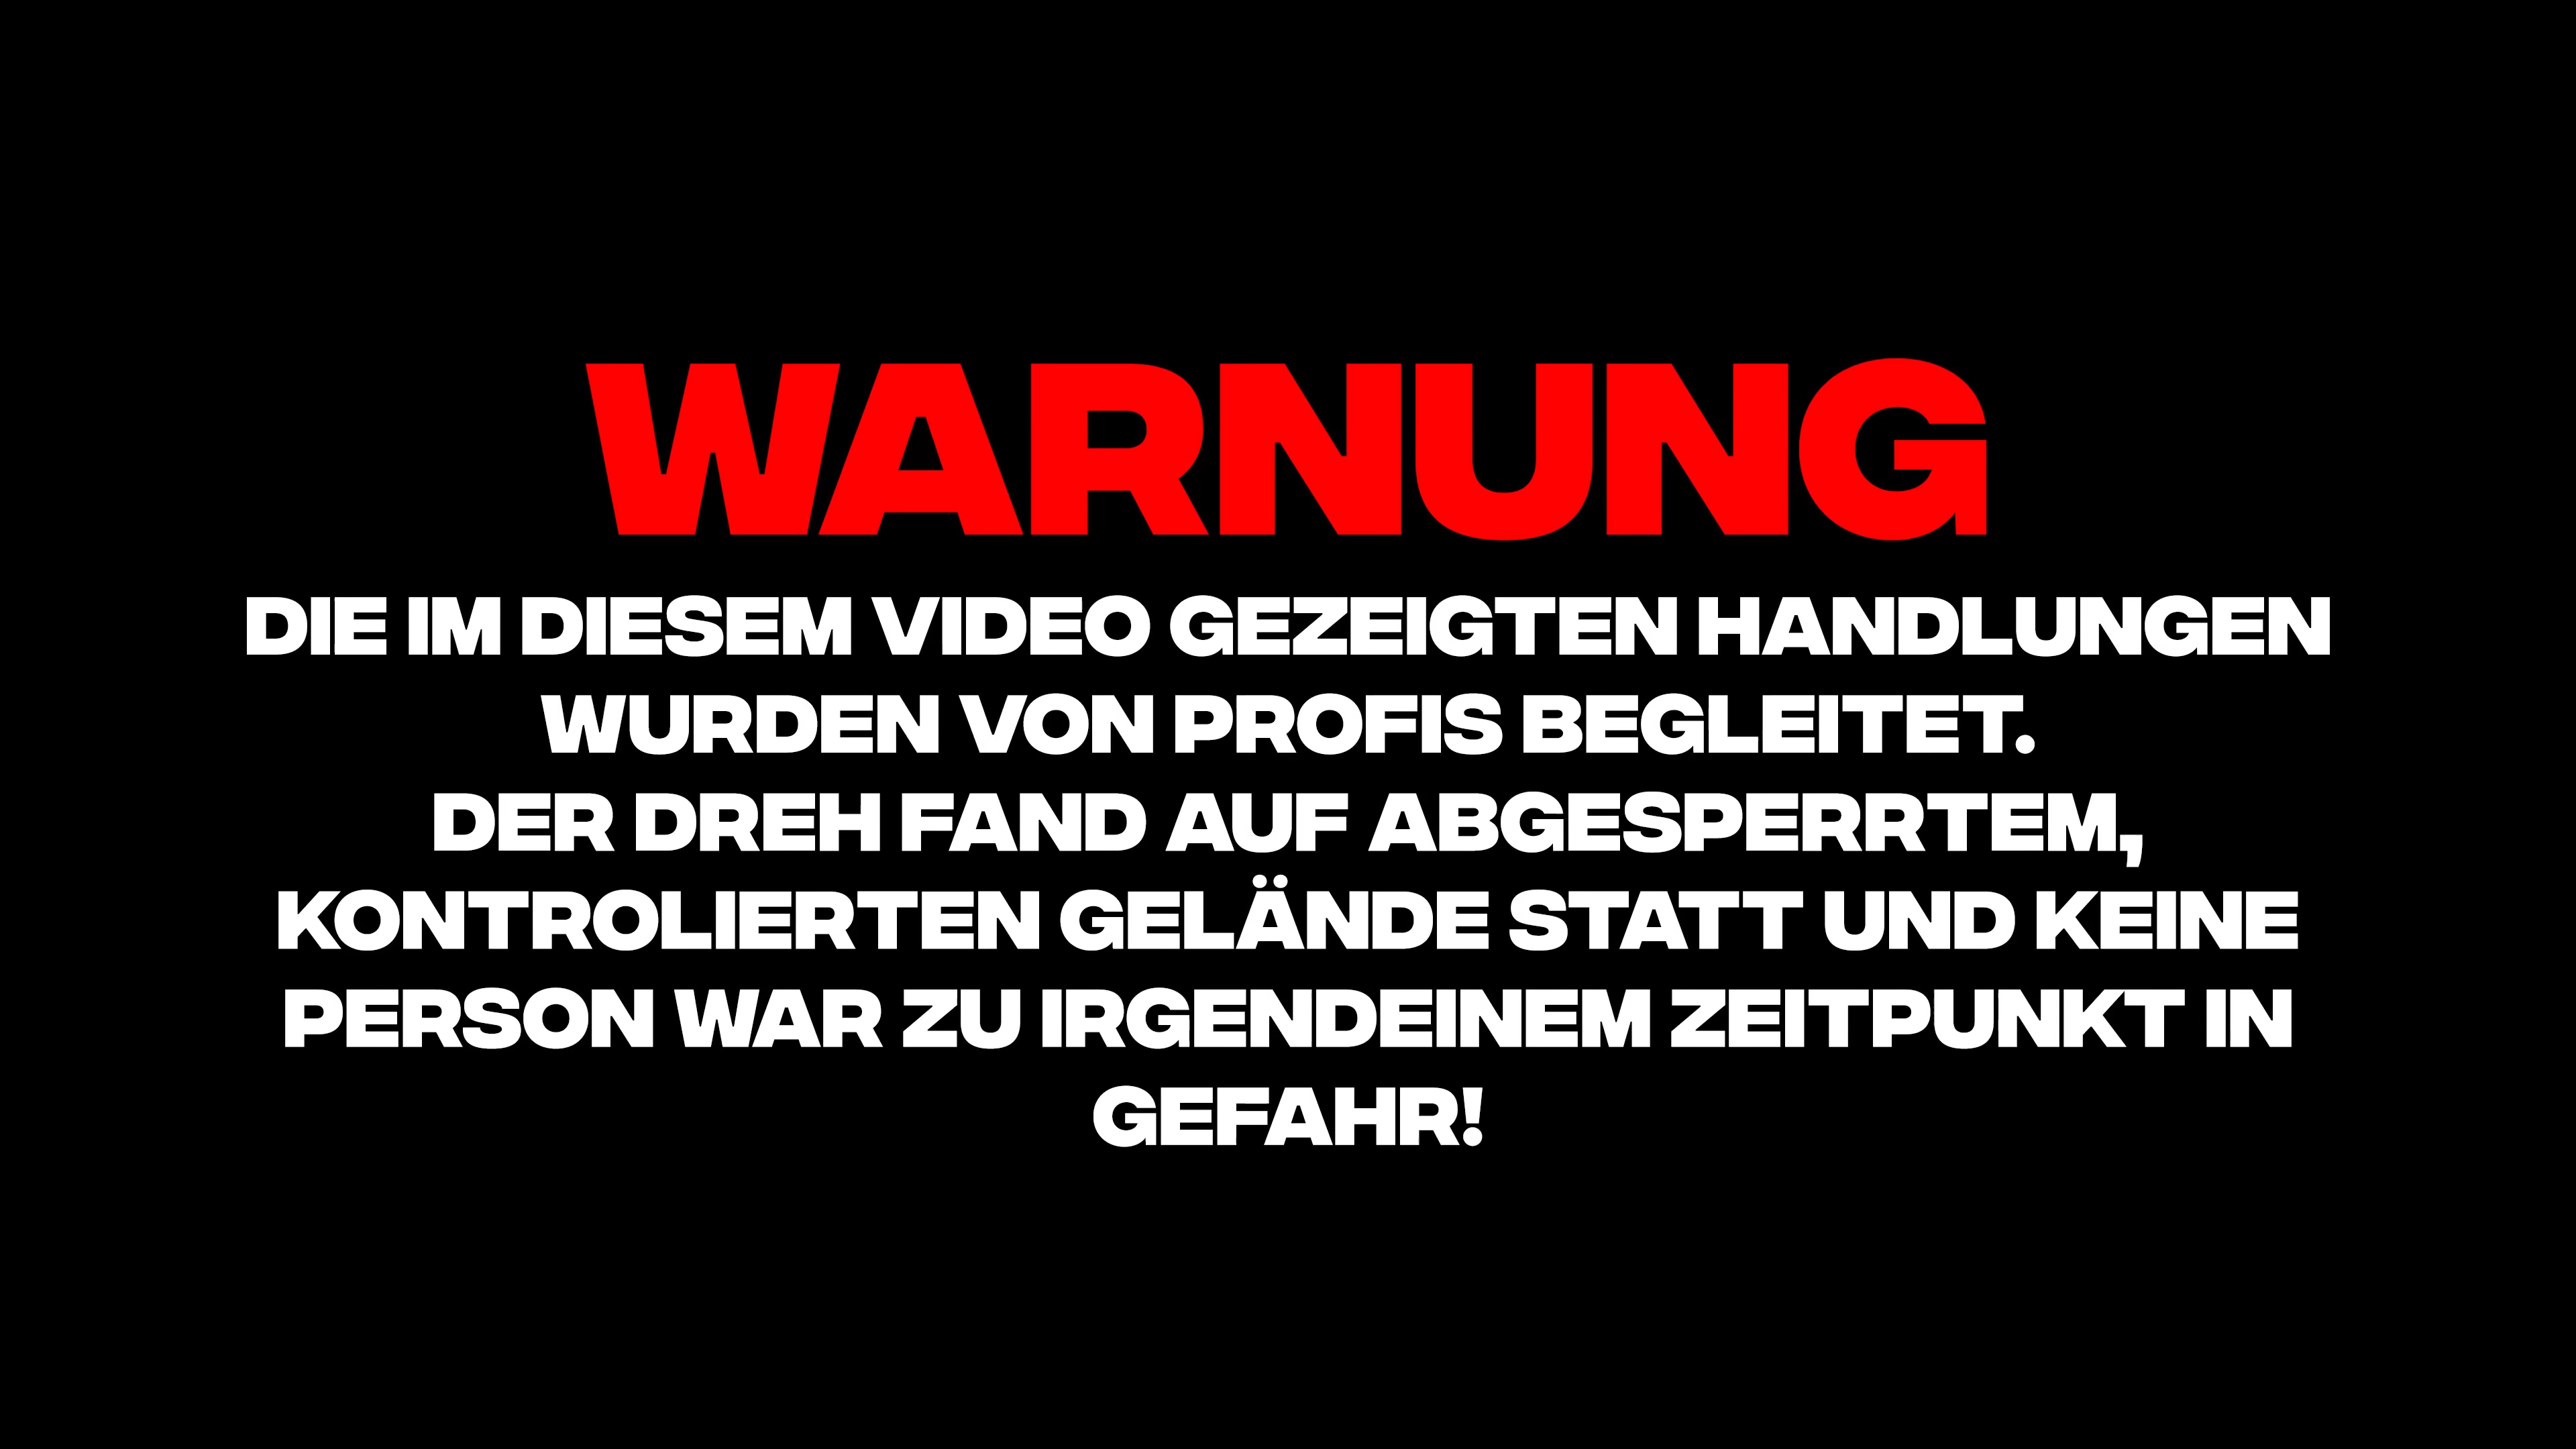 WARNUNG
DIE IM DIESEM VIDEO GEZEIGTEN HANDLUNGEN
WURDEN VON PROFIS BEGLEITET.
DER DREH FAND AUF ABGESPERRTEM,
KONTROLIERTEN GELÄNDE STATT UND KEINE
PERSON WAR ZU IRGENDEINEM ZEITPUNKT IN
GEFAHR!